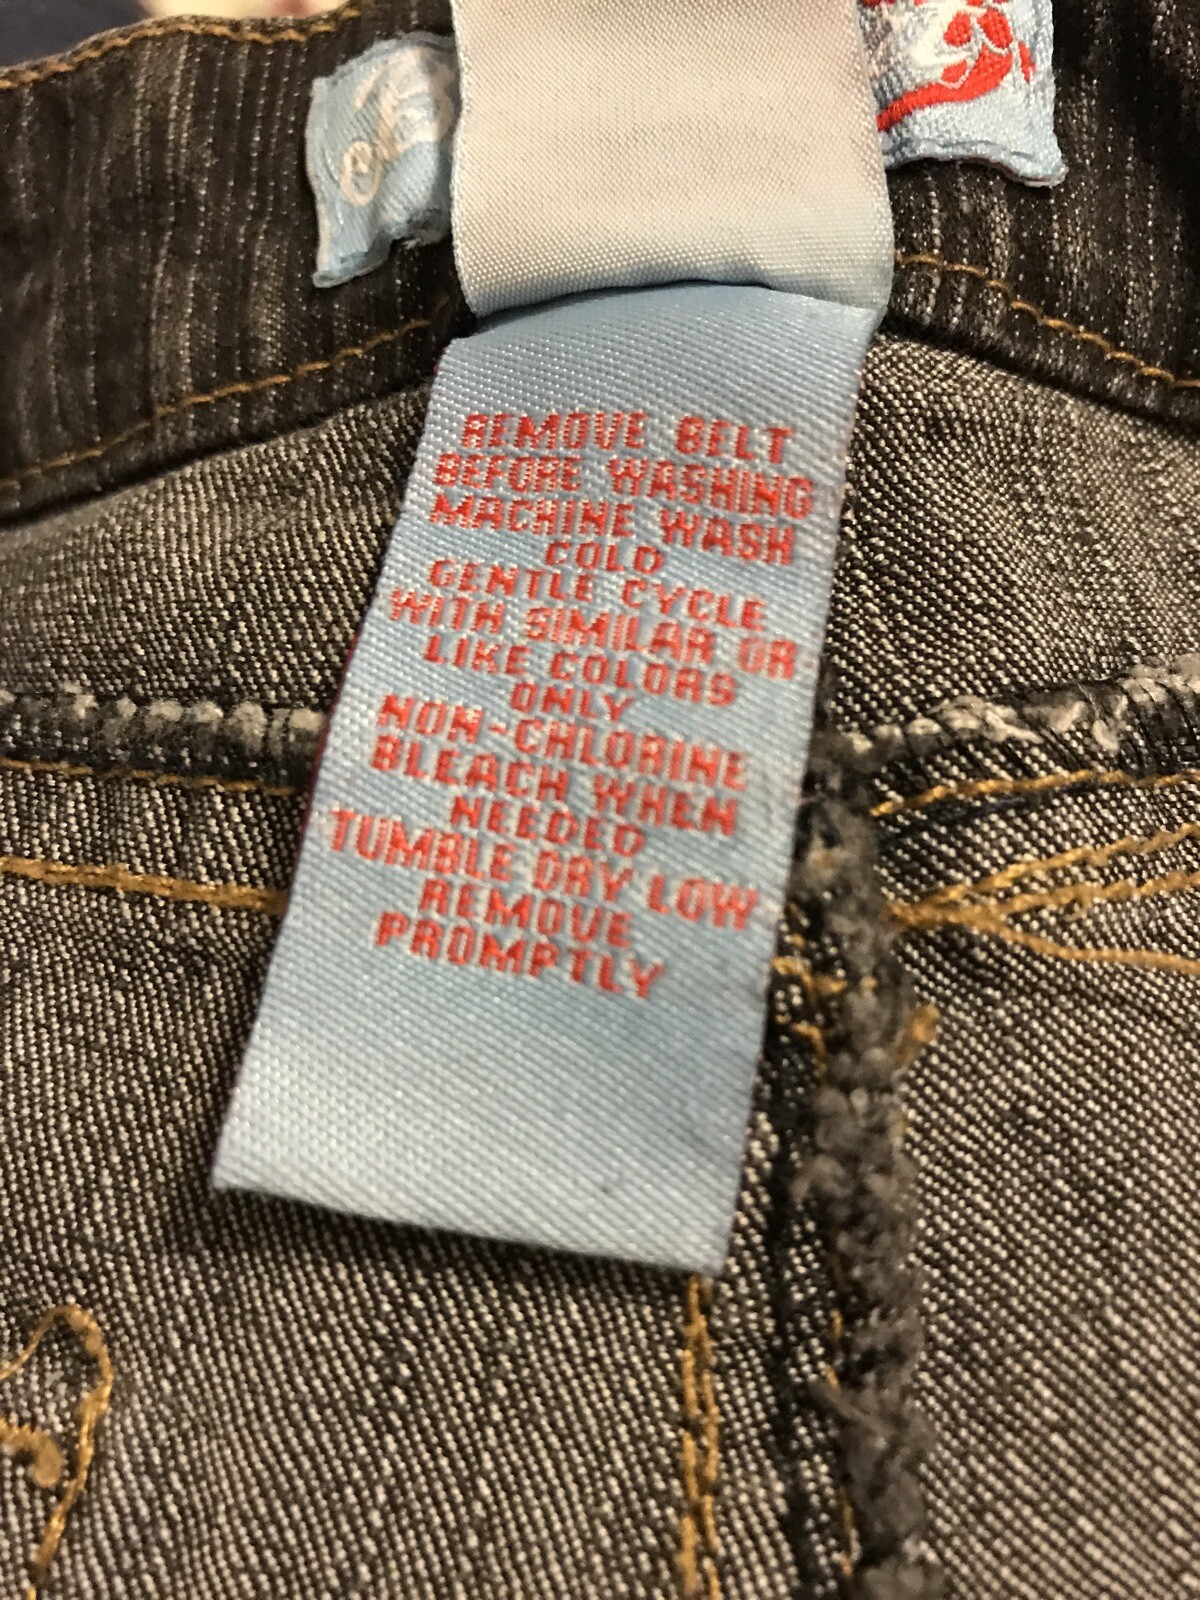 REMOVE BELT
BEFORE WASHING
MACHINE WASH
COLD
GENTLE CYCLE
WITH SIMILAR OR
LIKE COLORS
ONLY
NON-CHLORINE
BLEACH WHEN
NEEDED
TUMBLE DRY LOW
REMOVE
PROMPTLY